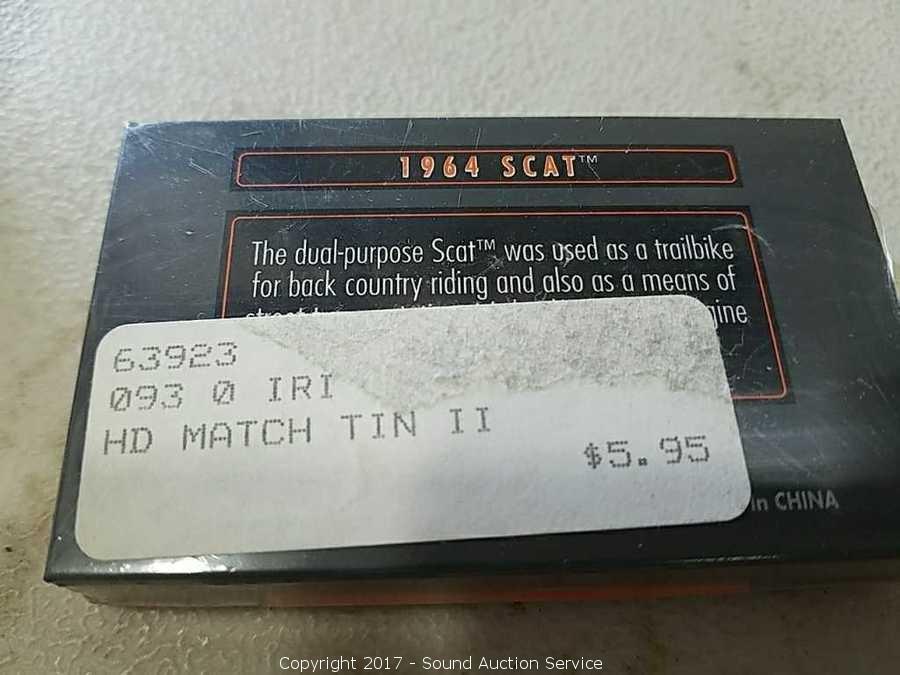 1964 SCAT™
The dual-purpose Scat™ was used as a trailbike
for back country riding and also as a means of
street
gine
63923
093 0 IRI
HD MATCH TIN II
$5.95
in CHINA
Copyright 2017 - Sound Auction Service